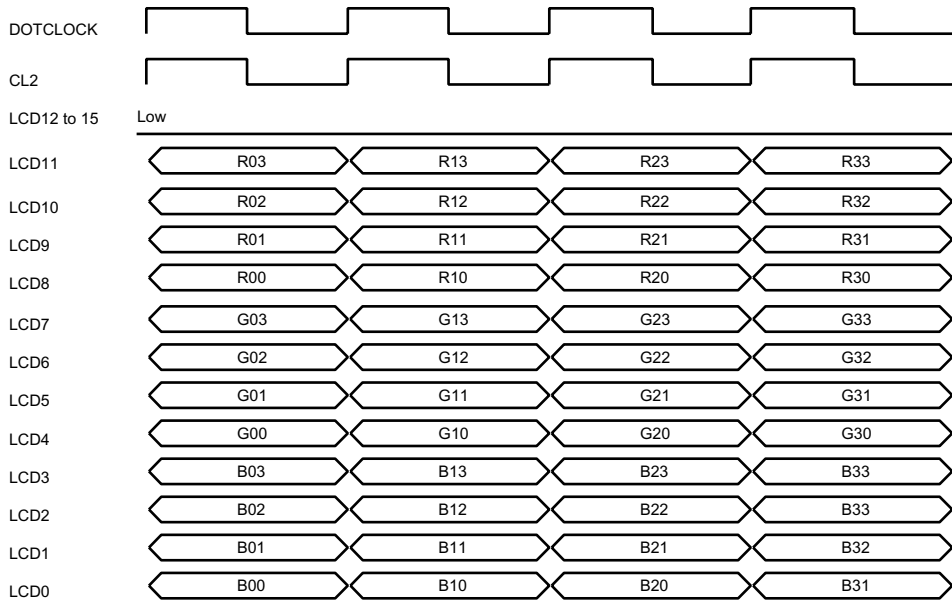 DOTCLOCK
CL2
LCD12 to 15 Low
LCD11 R03 R13 R23 R33
LCD10 R02 R12 R22 R32
LCD9 R01 R11 R21 R31
LCD8 R00 R10 R20 R30
LCD7 G03 G13 G23 G33
LCD6 G02 G12 G22 G32
LCD5 G01 G11 G21 G31
LCD4 G00 G10 G20 G30
LCD3 B03 B13 B23 B33
LCD2 B02 B12 B22 B33
LCD1 B01 B11 B21 B32
LCD0 B00 B10 B20 B31